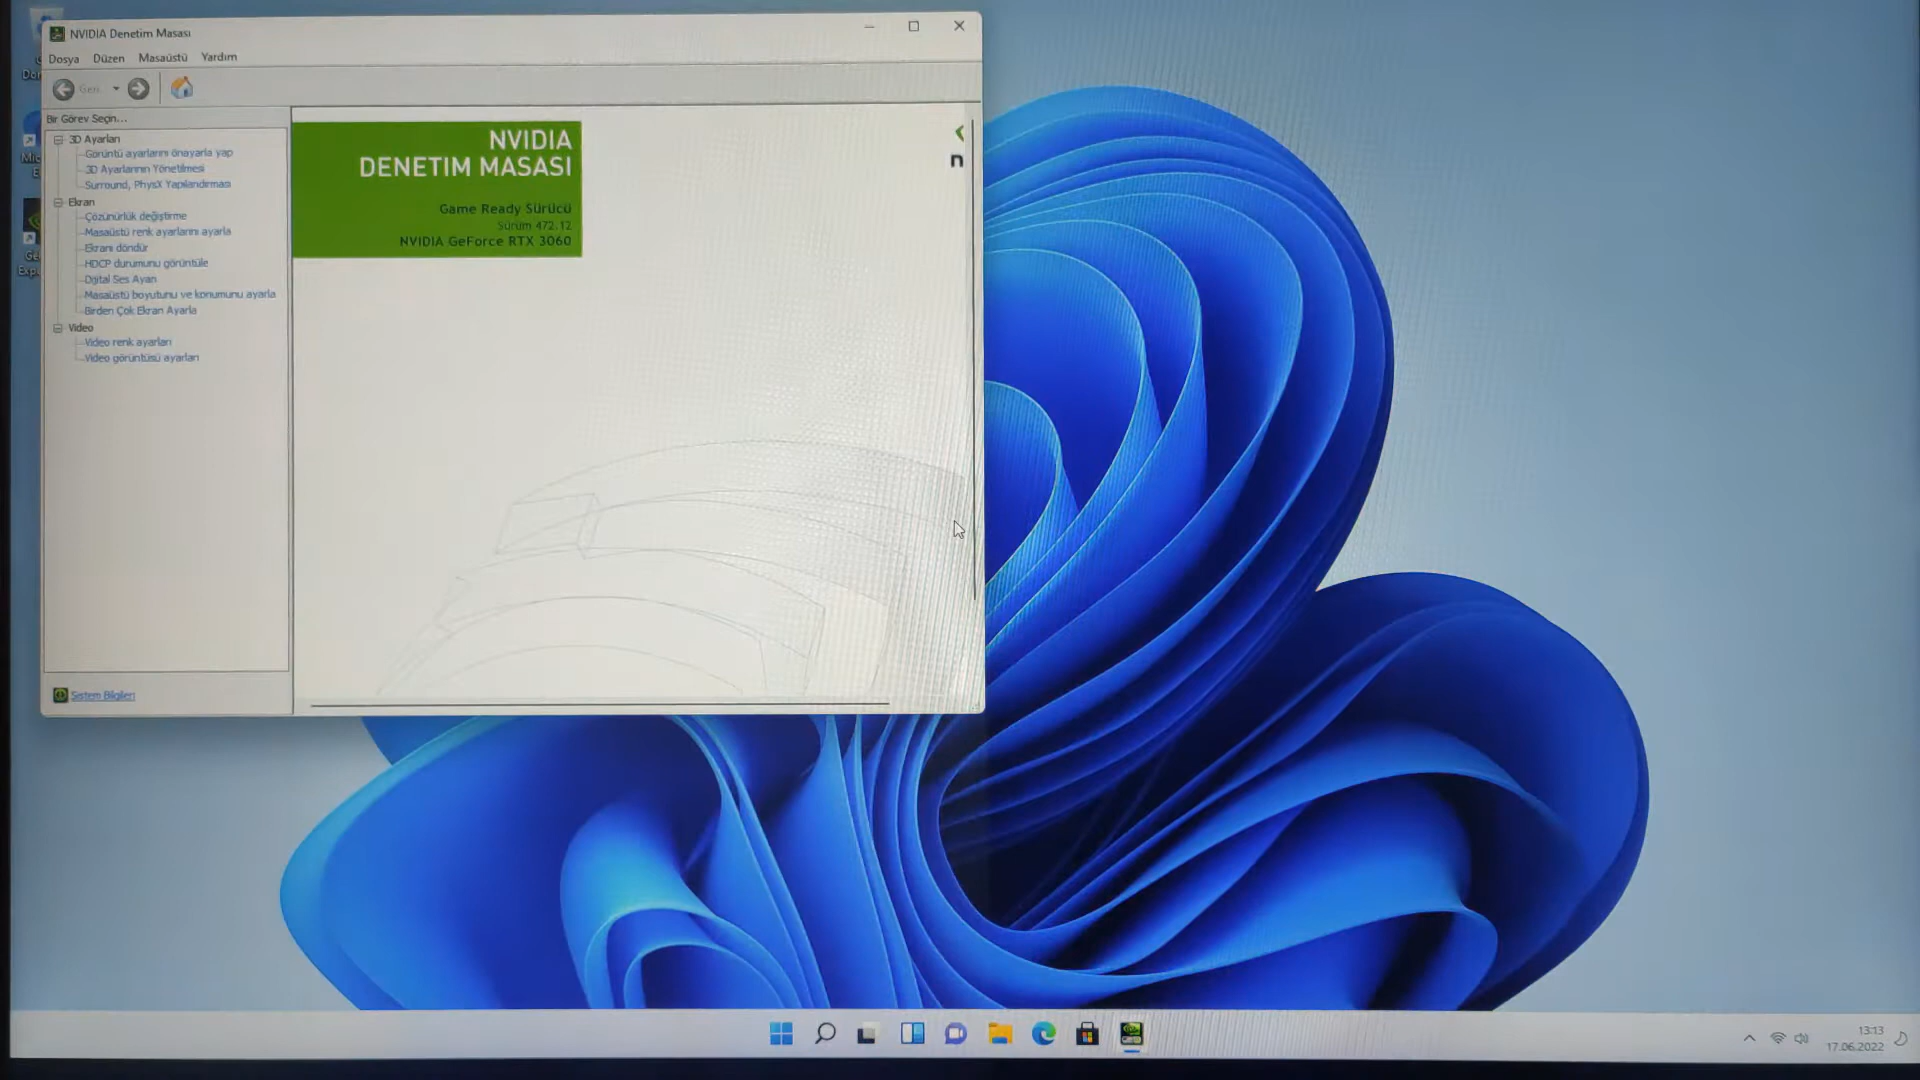 NVIDIA Denetim Masası
Dosya Düzen Masaüstü Yardım
Geri
Bir Görev Seçin...
3D Ayarları
Görüntü ayarlarını önayarla yap
3D Ayarlarının Yönetilmesi
Surround, PhysX Yapılandırması
Ekran
Çözünürlük değiştirme
Masaüstü renk ayarlarını ayarla
Ekranı döndür
HDCP durumunu görüntüle
Dijital Ses Ayarı
Masaüstü boyutunu ve konumunu ayarla
Birden Çok Ekran Ayarla
Video
Video renk ayarları
Video görüntüsü ayarları
Sistem Bilgileri
NVIDIA
DENETIM MASASI
Game Ready Sürücü
Sürüm 472.12
NVIDIA GeForce RTX 3060
n
13:13
17.06.2022